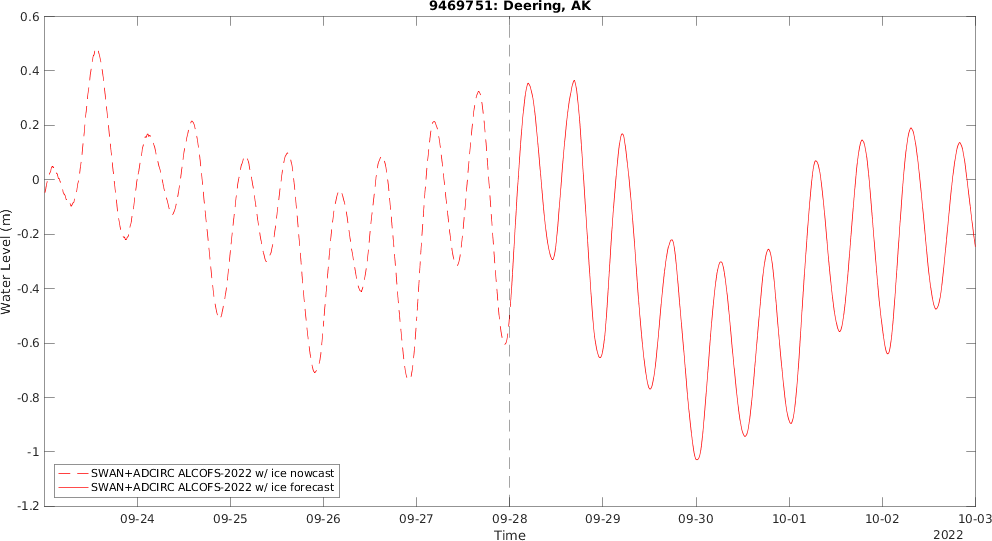 9469751: Deering, AK
0.6
0.4
0.2
0
-0.2
-0.4
-0.6
-0.8
-1
-1.2
Water Level (m)
SWAN+ADCIRC ALCOFS-2022 w/ ice nowcast
SWAN+ADCIRC ALCOFS-2022 w/ ice forecast
09-24 09-25 09-26 09-27 09-28 09-29 09-30 10-01 10-02 10-03
Time
2022